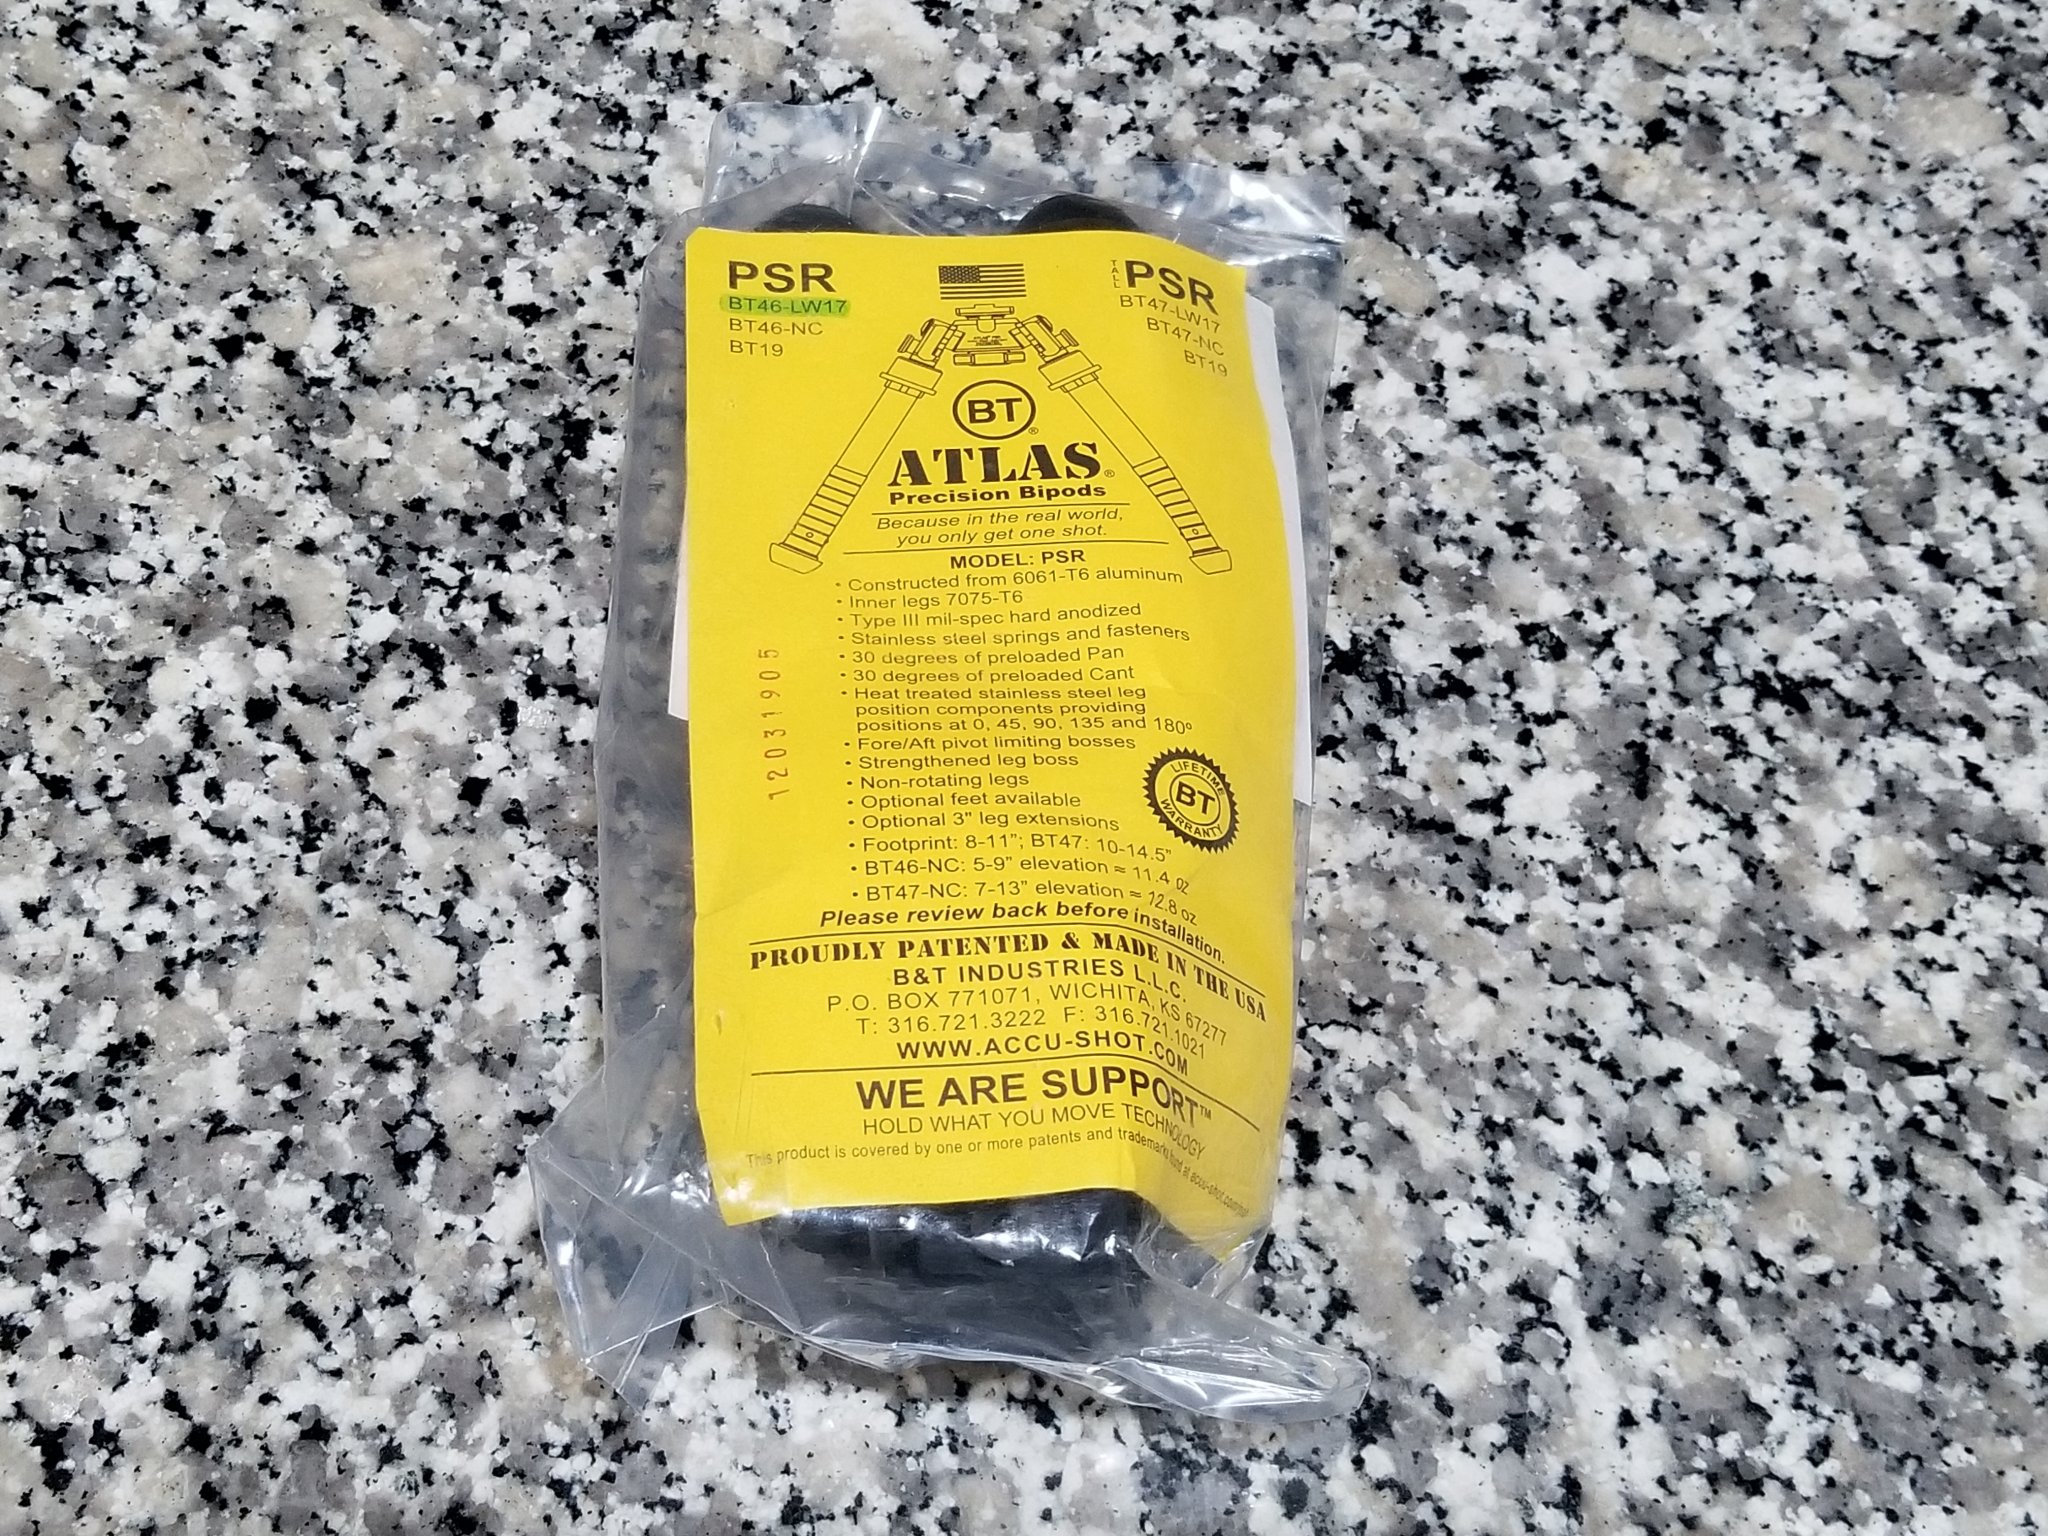 PSR
BT46-LW17
BT46-NC
BT19
TALL
PSR
BT47-LW17
BT47-NC
BT19
BT
®
ATLAS®
Precision Bipods
Because in the real world,
you only get one shot.
MODEL: PSR
• Constructed from 6061-T6 aluminum
• Inner legs 7075-T6
• Type III mil-spec hard anodized
• Stainless steel springs and fasteners
• 30 degrees of preloaded Pan
• 30 degrees of preloaded Cant
• Heat treated stainless steel leg
position components providing
positions at 0, 45, 90, 135 and 180º
• Fore/Aft pivot limiting bosses
• Strengthened leg boss
• Non-rotating legs
• Optional feet available
• Optional 3" leg extensions
• Footprint: 8-11”; BT47: 10-14.5”
• BT46-NC: 5-9” elevation ≈ 11.4 oz
• BT47-NC: 7-13” elevation ≈ 12.8 oz
12031905
LIFETIME
BT
WARRANTY
Please review back before installation.
PROUDLY PATENTED & MADE IN THE USA
B&T INDUSTRIES L.L.C.
P.O. BOX 771071, WICHITA, KS 67277
T: 316.721.3222 F: 316.721.1021
WWW.ACCU-SHOT.COM
WE ARE SUPPORT™
HOLD WHAT YOU MOVE TECHNOLOGY
This product is covered by one or more patents and trademarks found at